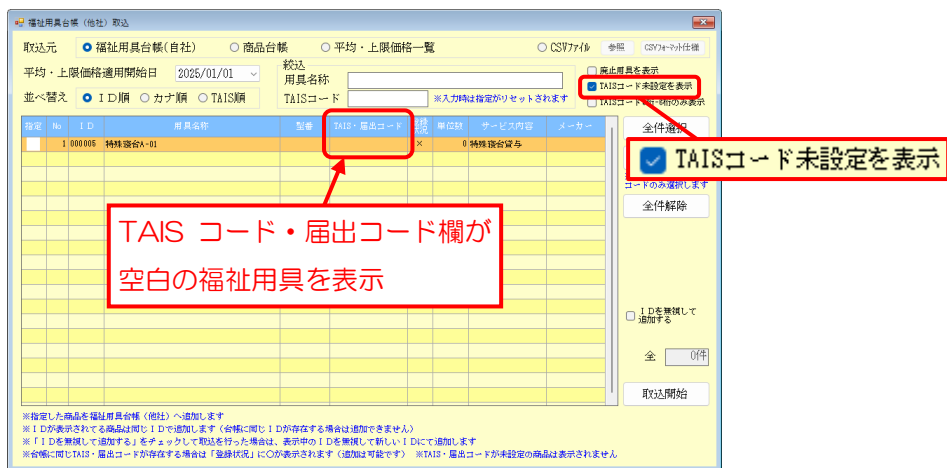 福祉用具台帳（他社）取込
取込元 福祉用具台帳(自社) 商品台帳 平均・上限価格一覧 CSVファイル 参照 CSVフォーマット仕様
平均・上限価格適用開始日 2025/01/01
絞込
用具名称
廃止用具を表示
TAISコード未設定を表示
並べ替え ＩＤ順 カナ順 TAIS順 TAISコード ※入力時は指定がリセットされます
指定 No ＩＤ 用具名称 型番 TAIS・届出コード 登録状況 単位数 サービス内容 メーカー
1 000005 特殊寝台A-01 × 0 特殊寝台貸与
全件選択
TAISコード未設定を表示
コードのみ選択します
全件解除
TAIS コード・届出コード欄が
空白の福祉用具を表示
ＩＤを無視して
追加する
全 0件
取込開始
※指定した商品を福祉用具台帳（他社）へ追加します
※ＩＤが表示されてる商品は同じＩＤで追加します（台帳に同じＩＤが存在する場合は追加できません）
※「ＩＤを無視して追加する」をチェックして取込を行った場合は、表示中のＩＤを無視して新しいＩＤにて追加します
※台帳に同じTAIS・届出コードが存在する場合は「登録状況」に○が表示されます（追加は可能です） ※TAIS・届出コードが未設定の商品は表示されません